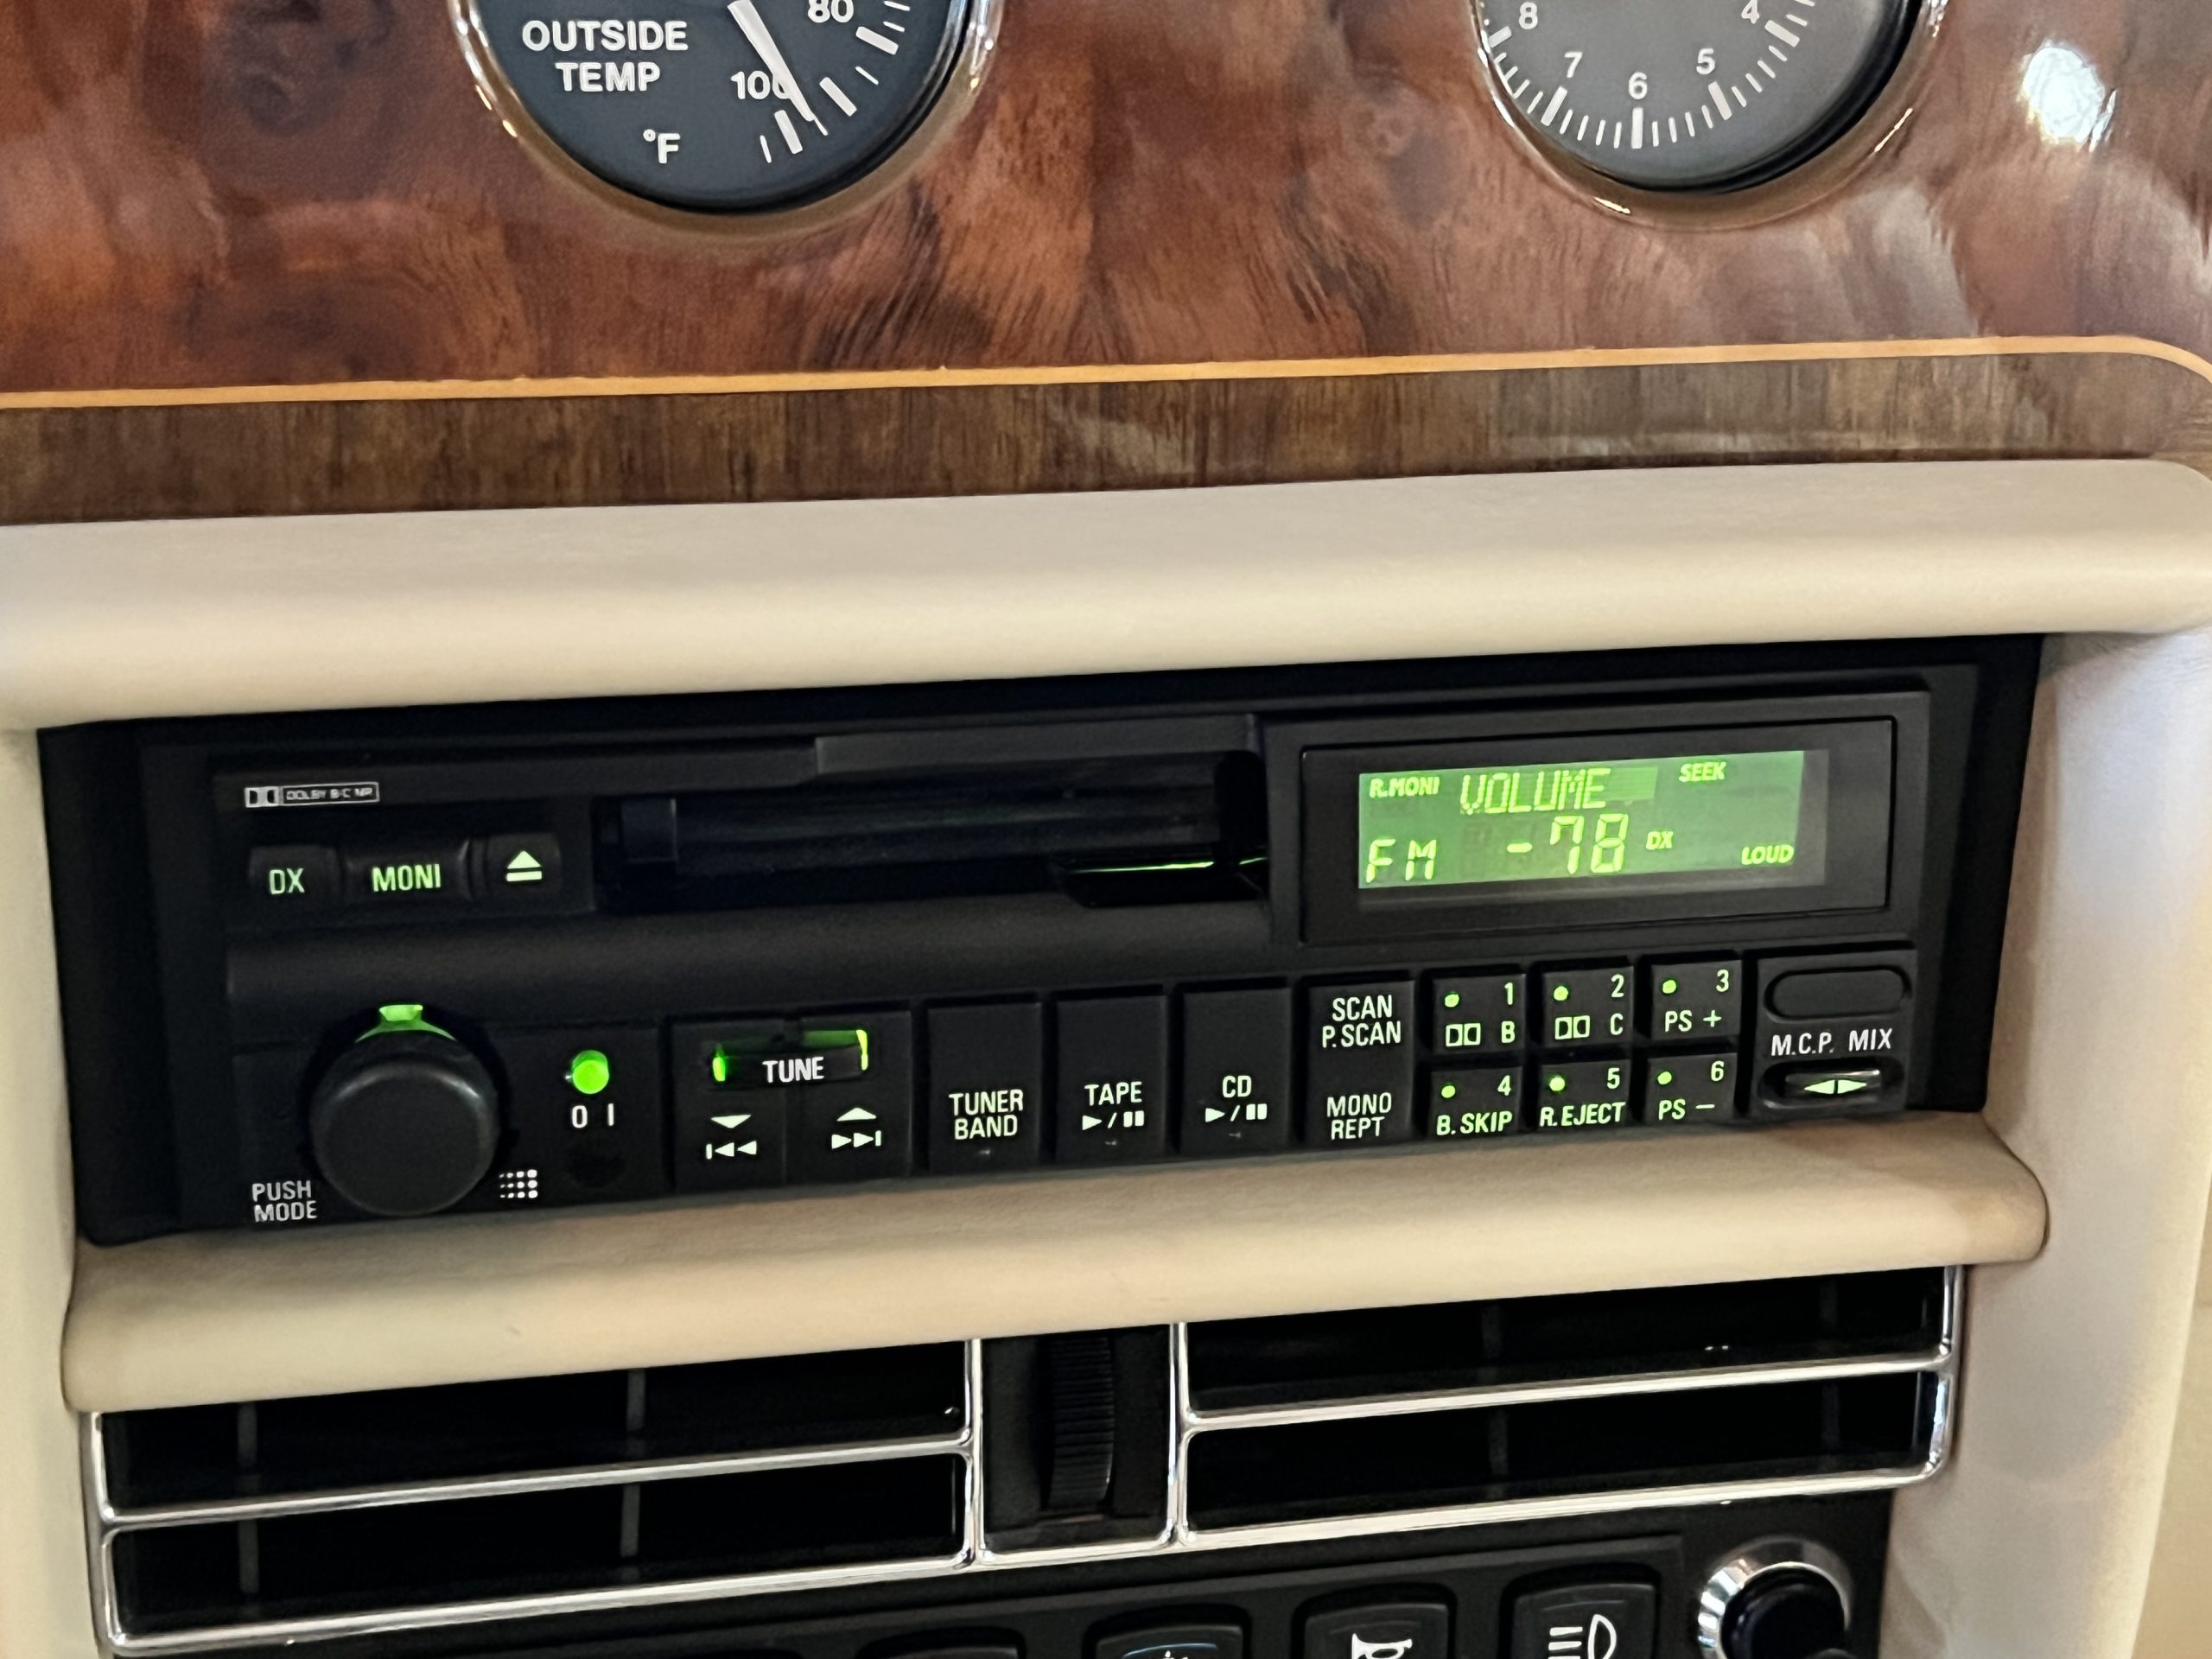 OUTSIDE
TEMP
80
100
°F
8
7
6
5
4
DOLBY B·C NR
DX
MONI
R.MONI
VOLUME
SEEK
FM
-78
DX
LOUD
PUSH
MODE
O I
TUNE
TUNER
BAND
TAPE
CD
SCAN
P.SCAN
MONO
REPT
1
B
2
C
3
PS +
4
B.SKIP
5
R.EJECT
6
PS −
M.C.P. MIX